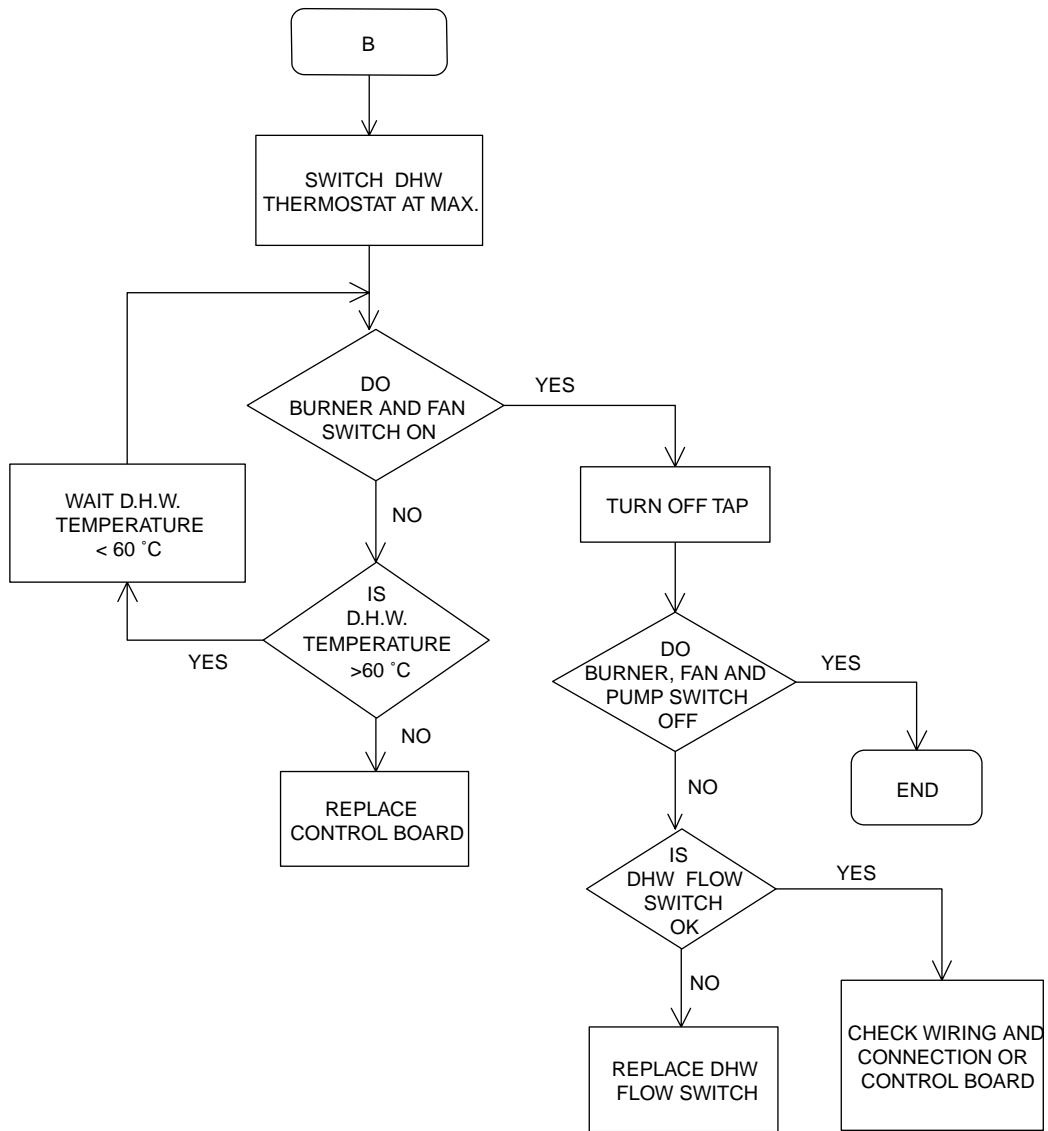 B
SWITCH DHW
THERMOSTAT AT MAX.
DO
BURNER AND FAN
SWITCH ON
YES
NO
WAIT D.H.W.
TEMPERATURE
< 60 ˚C
TURN OFF TAP
IS
D.H.W.
TEMPERATURE
>60 ˚C
YES
NO
DO
BURNER, FAN AND
PUMP SWITCH
OFF
YES
NO
END
REPLACE
CONTROL BOARD
IS
DHW FLOW
SWITCH
OK
YES
NO
REPLACE DHW
FLOW SWITCH
CHECK WIRING AND
CONNECTION OR
CONTROL BOARD